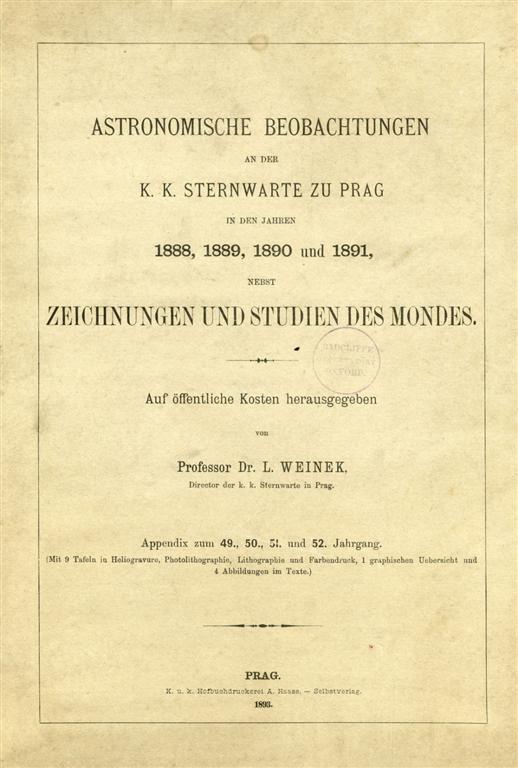 ASTRONOMISCHE BEOBACHTUNGEN
AN DER
K. K. STERNWARTE ZU PRAG
IN DEN JAHREN
1888, 1889, 1890 und 1891,
NEBST
ZEICHNUNGEN UND STUDIEN DES MONDES.
RADCLIFFE
OBSERVATORY
OXFORD.
Auf öffentliche Kosten herausgegeben
von
Professor Dr. L. WEINEK,
Director der k. k. Sternwarte in Prag.
Appendix zum 49., 50., 51. und 52. Jahrgang.
(Mit 9 Tafeln in Heliogravure, Photolithographie, Lithographie und Farbendruck, 1 graphischen Uebersicht und
4 Abbildungen im Texte.)
PRAG.
K. u. k. Hofbuchdruckerei A. Haase. — Selbstverlag.
1893.